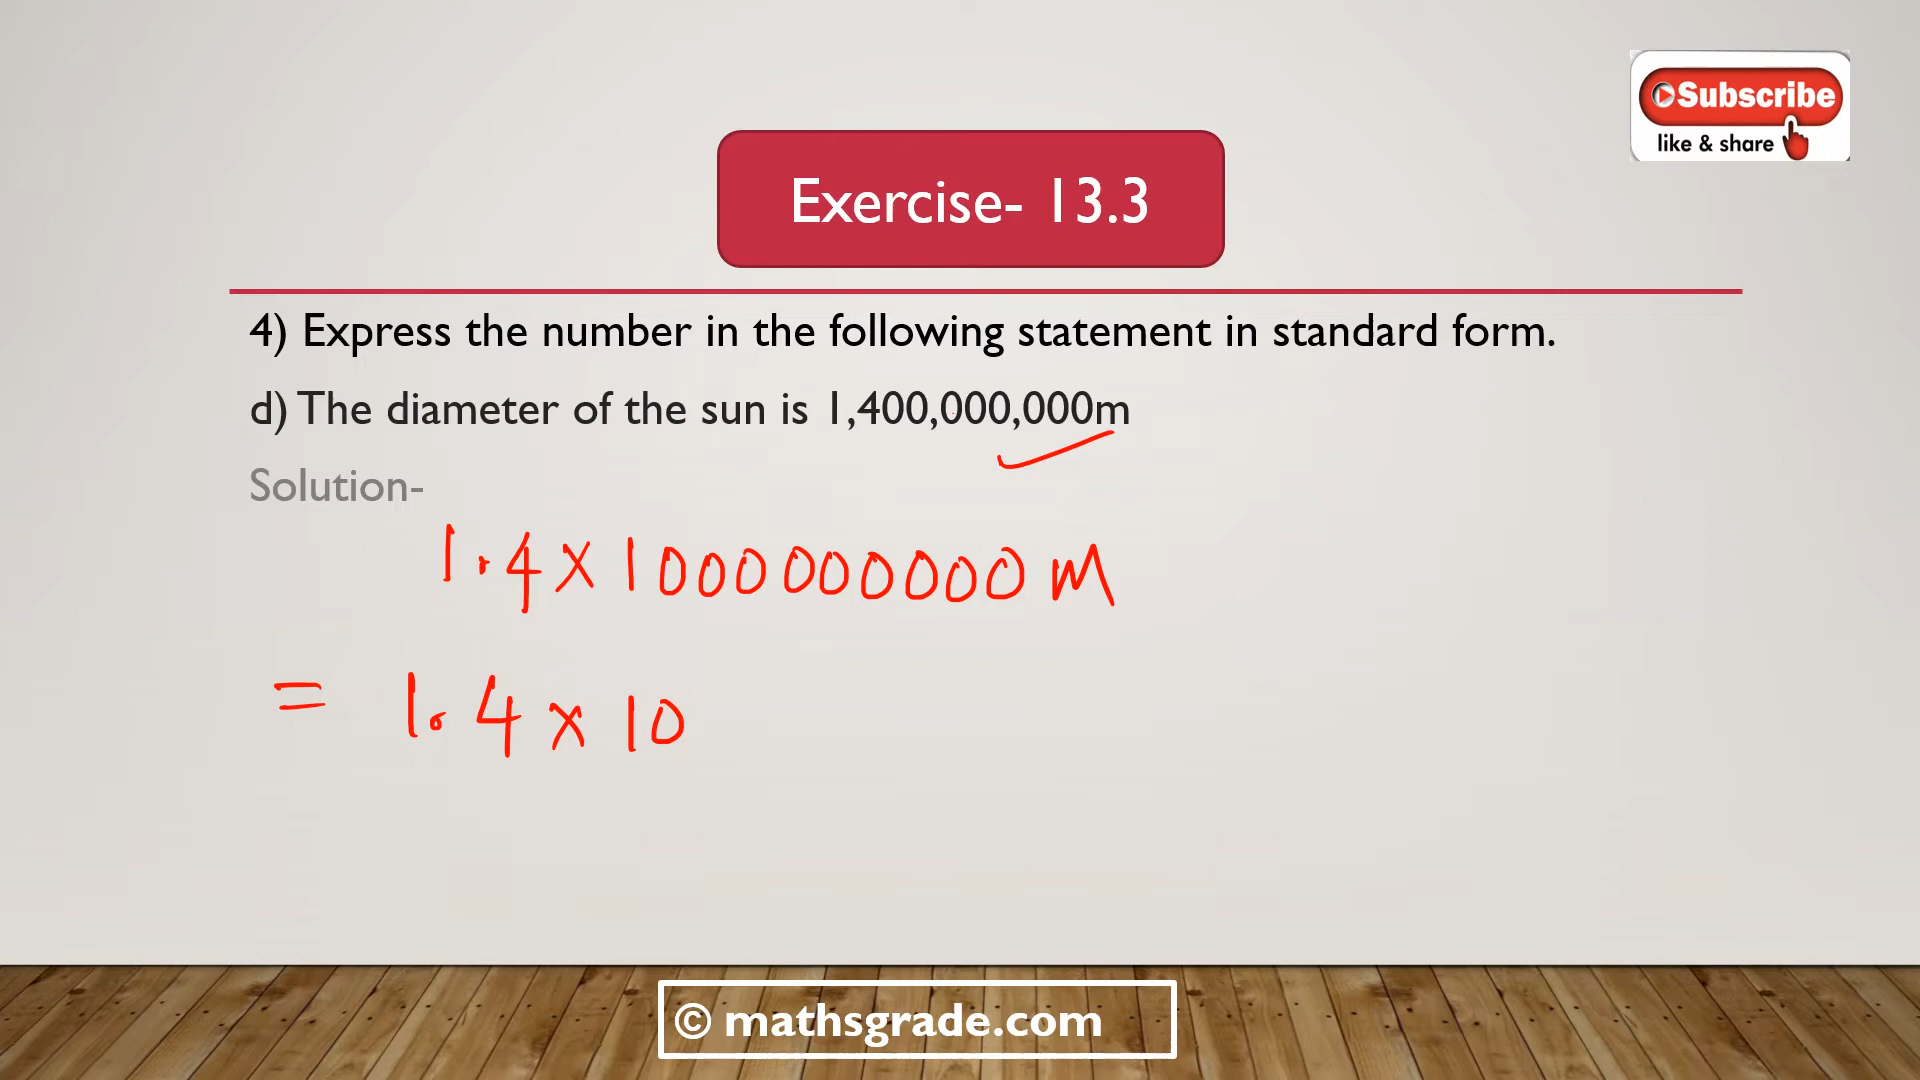 Subscribe
like & share
Exercise- 13.3
4) Express the number in the following statement in standard form.
d) The diameter of the sun is 1,400,000,000m
Solution-
1.4 x 1000000000 M
= 1.4 x 10
© mathsgrade.com